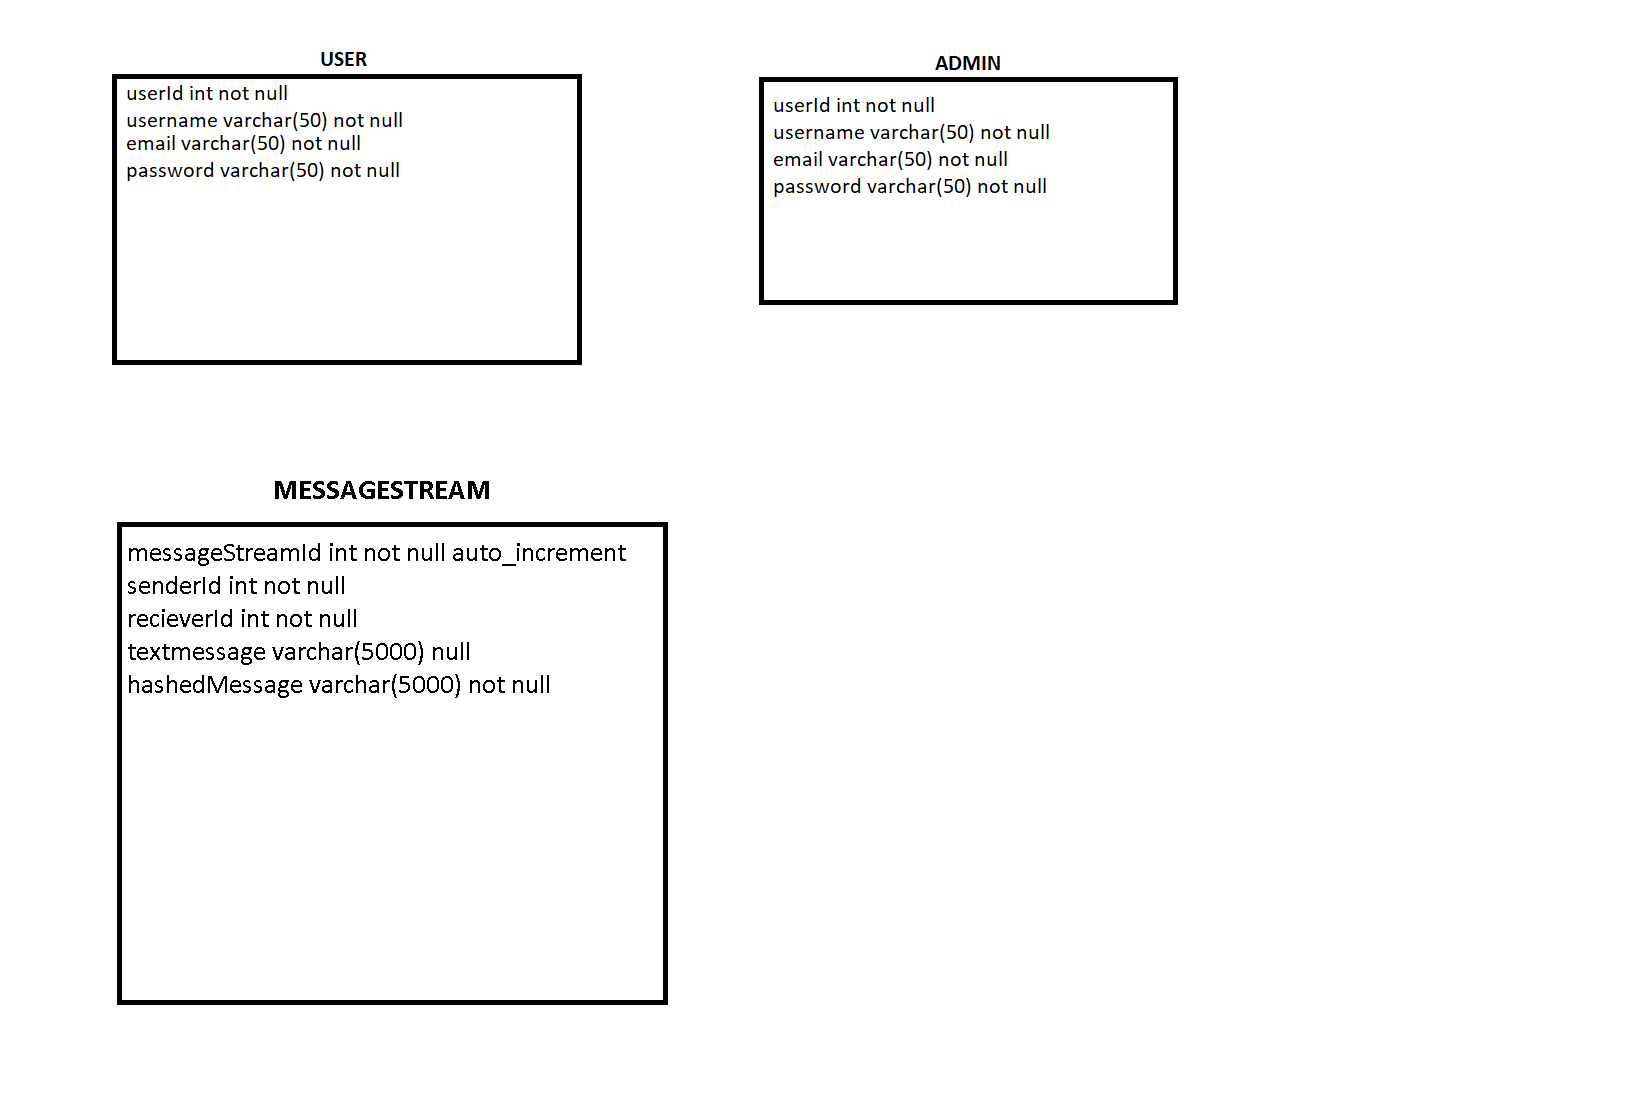 USER
userId int not null
username varchar(50) not null
email varchar(50) not null
password varchar(50) not null
ADMIN
userId int not null
username varchar(50) not null
email varchar(50) not null
password varchar(50) not null
MESSAGESTREAM
messageStreamId int not null auto_increment
senderId int not null
recieverId int not null
textmessage varchar(5000) null
hashedMessage varchar(5000) not null